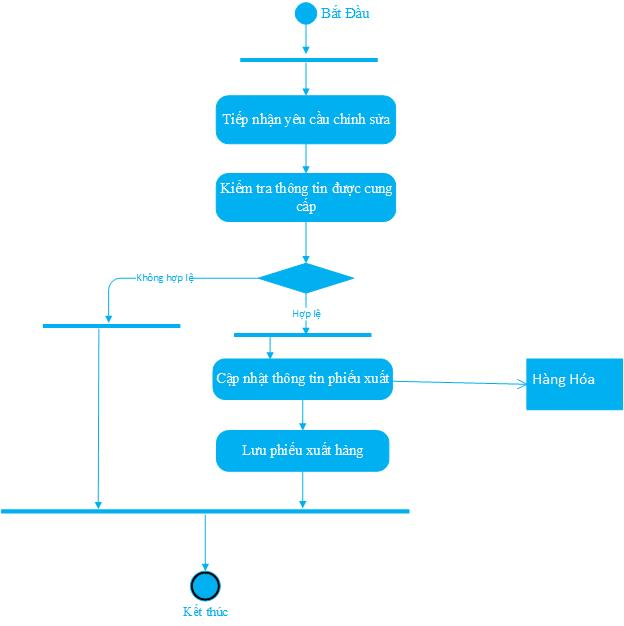 Bắt Đầu
Tiếp nhận yêu cầu chỉnh sửa
Kiểm tra thông tin được cung
cấp
Không hợp lệ
Hợp lệ
Cập nhật thông tin phiếu xuất
Hàng Hóa
Lưu phiếu xuất hàng
Kết thúc